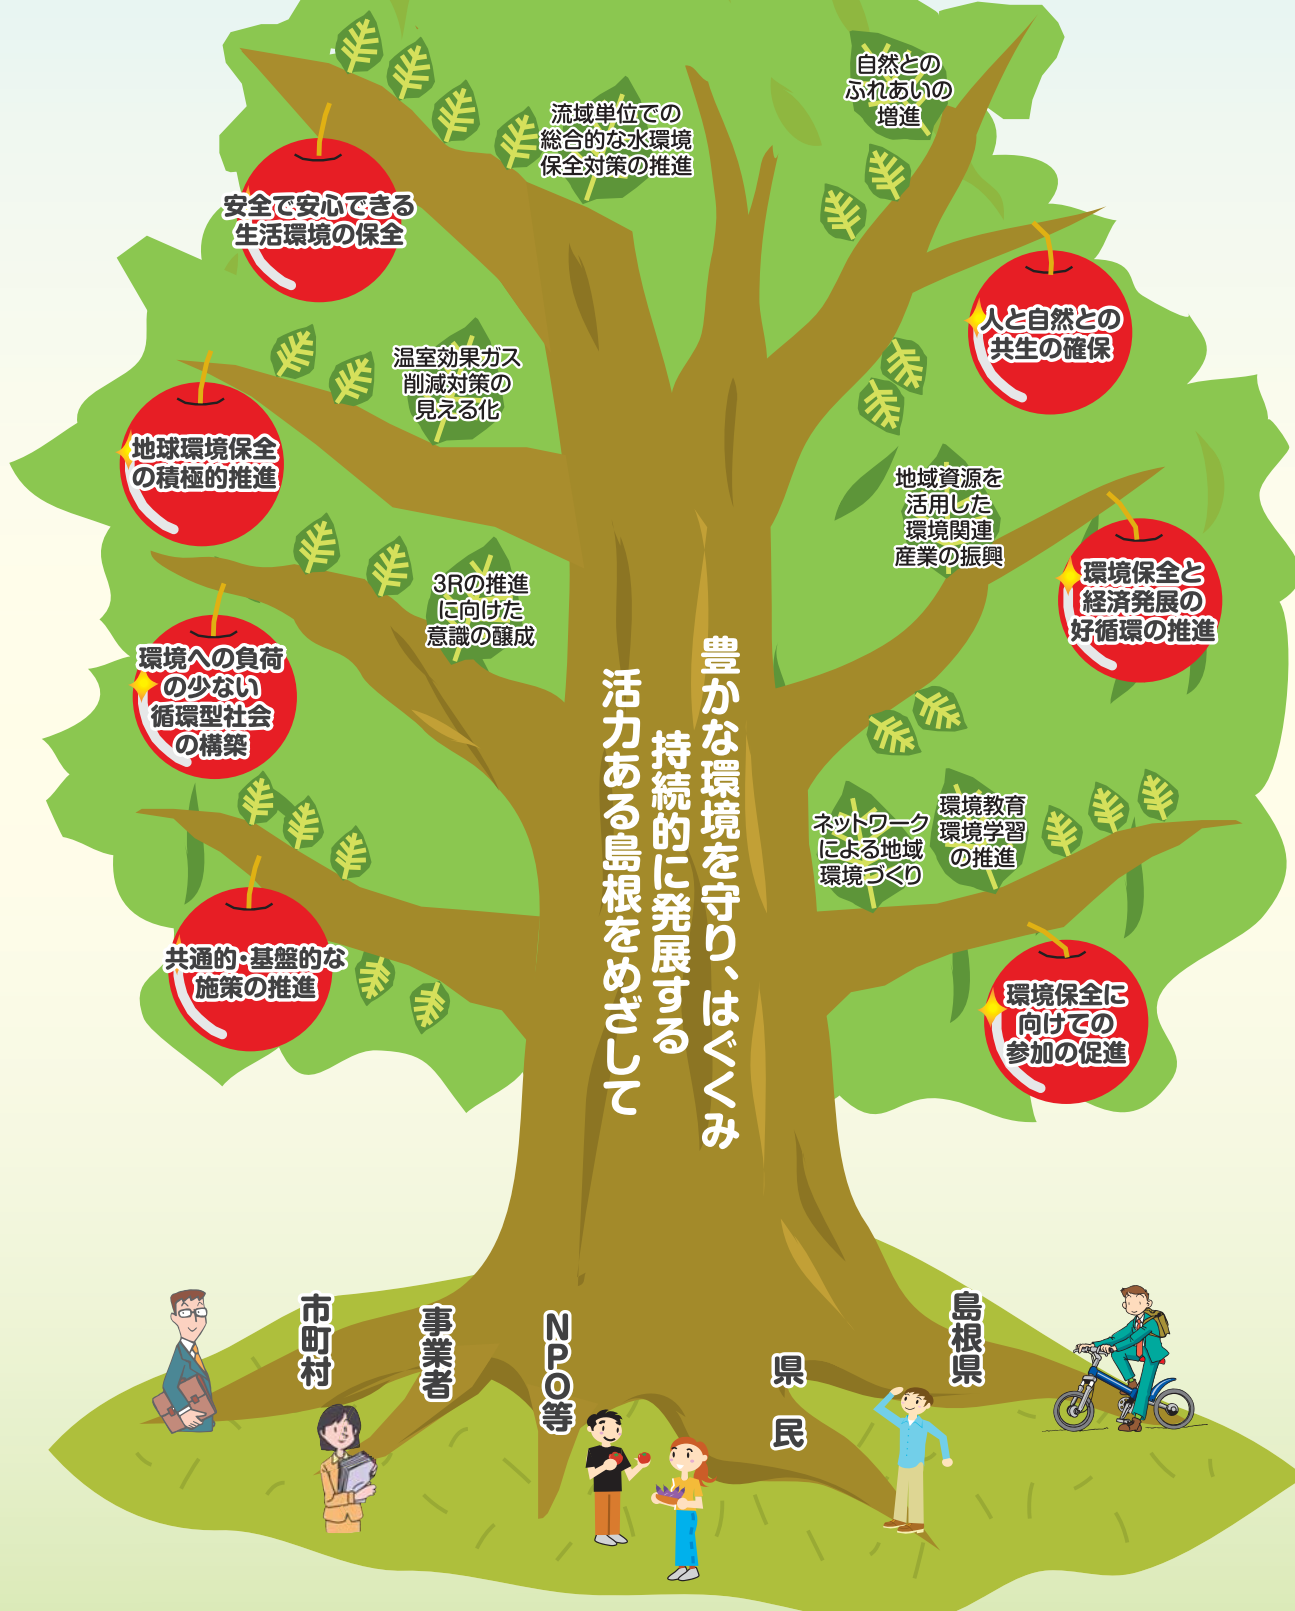 自然との
ふれあいの
増進
流域単位での
総合的な水環境
保全対策の推進
安全で安心できる
生活環境の保全
人と自然との
共生の確保
温室効果ガス
削減対策の
見える化
地球環境保全
の積極的推進
地域資源を
活用した
環境関連
産業の振興
環境保全と
経済発展の
好循環の推進
3Rの推進
に向けた
意識の醸成
環境への負荷
の少ない
循環型社会
の構築
豊かな環境を守り、はぐくみ
持続的に発展する
活力ある島根をめざして
ネットワーク
による地域
環境づくり
環境教育
環境学習
の推進
共通的・基盤的な
施策の推進
環境保全に
向けての
参加の促進
市町村
事業者
NPO等
県民
島根県